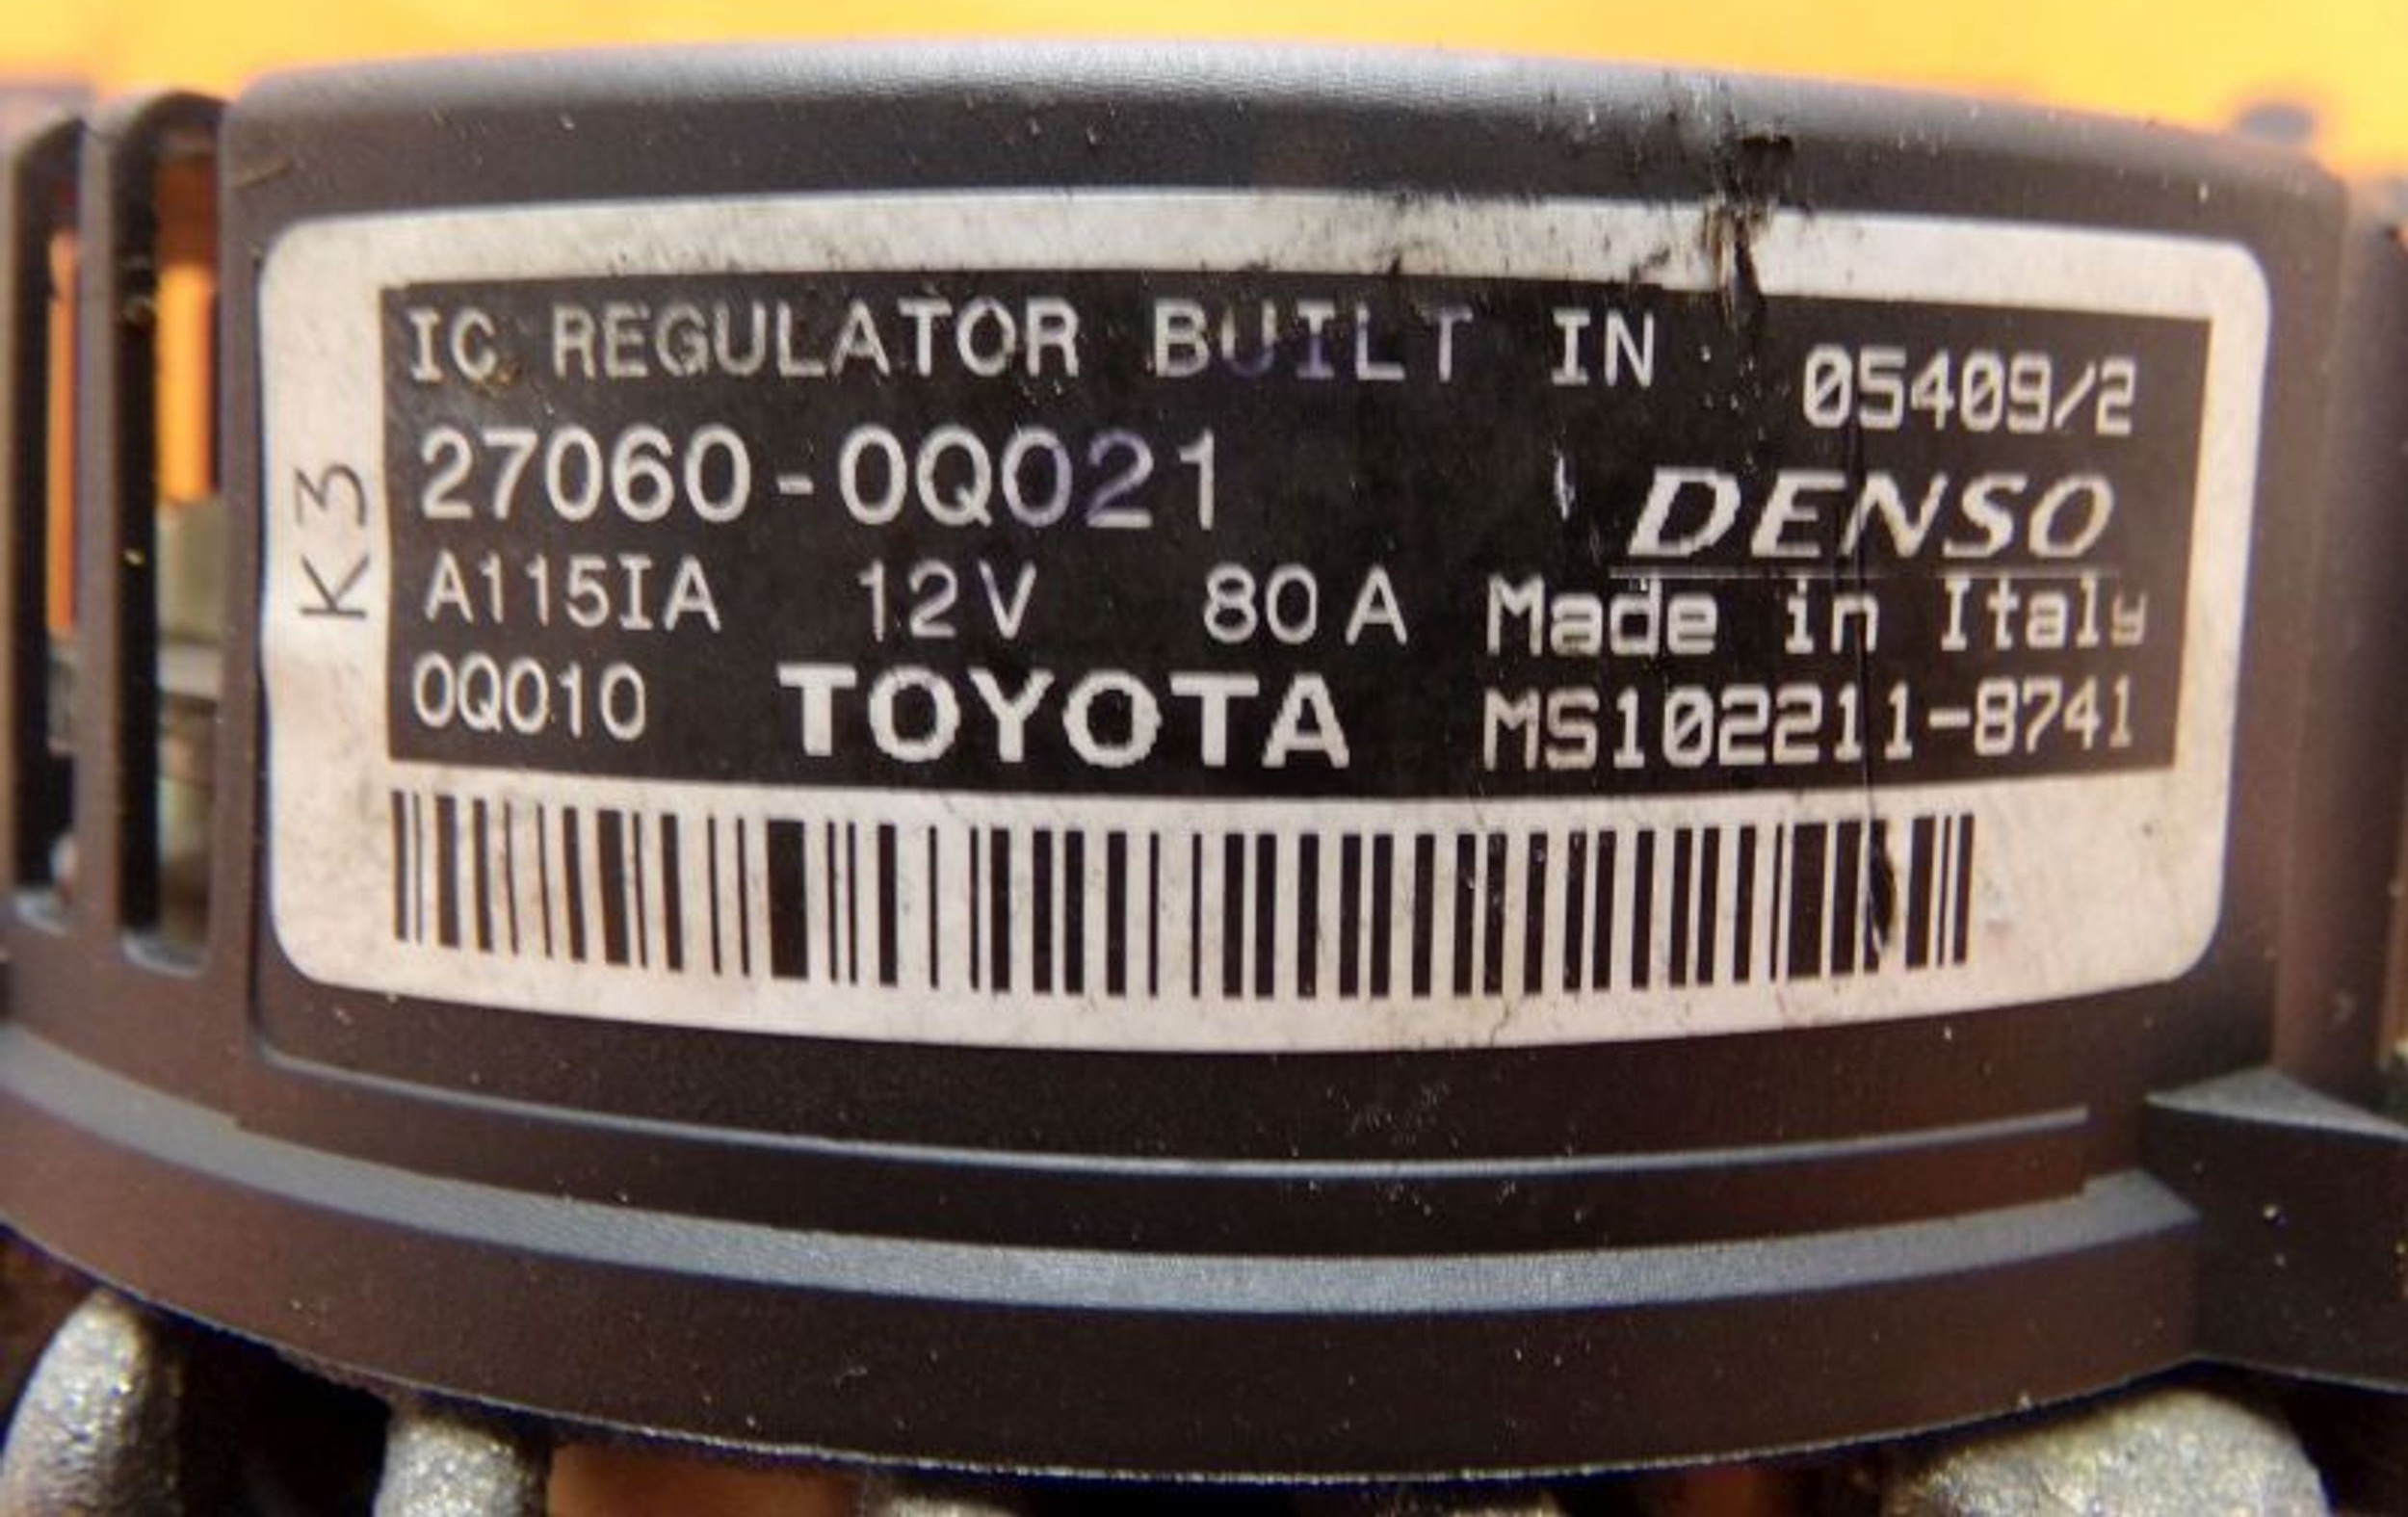 K3
IC REGULATOR BUILT IN
05409/2
27060-0Q021
DENSO
A115IA 12V 80A
Made in Italy
0Q010 TOYOTA
MS102211-8741